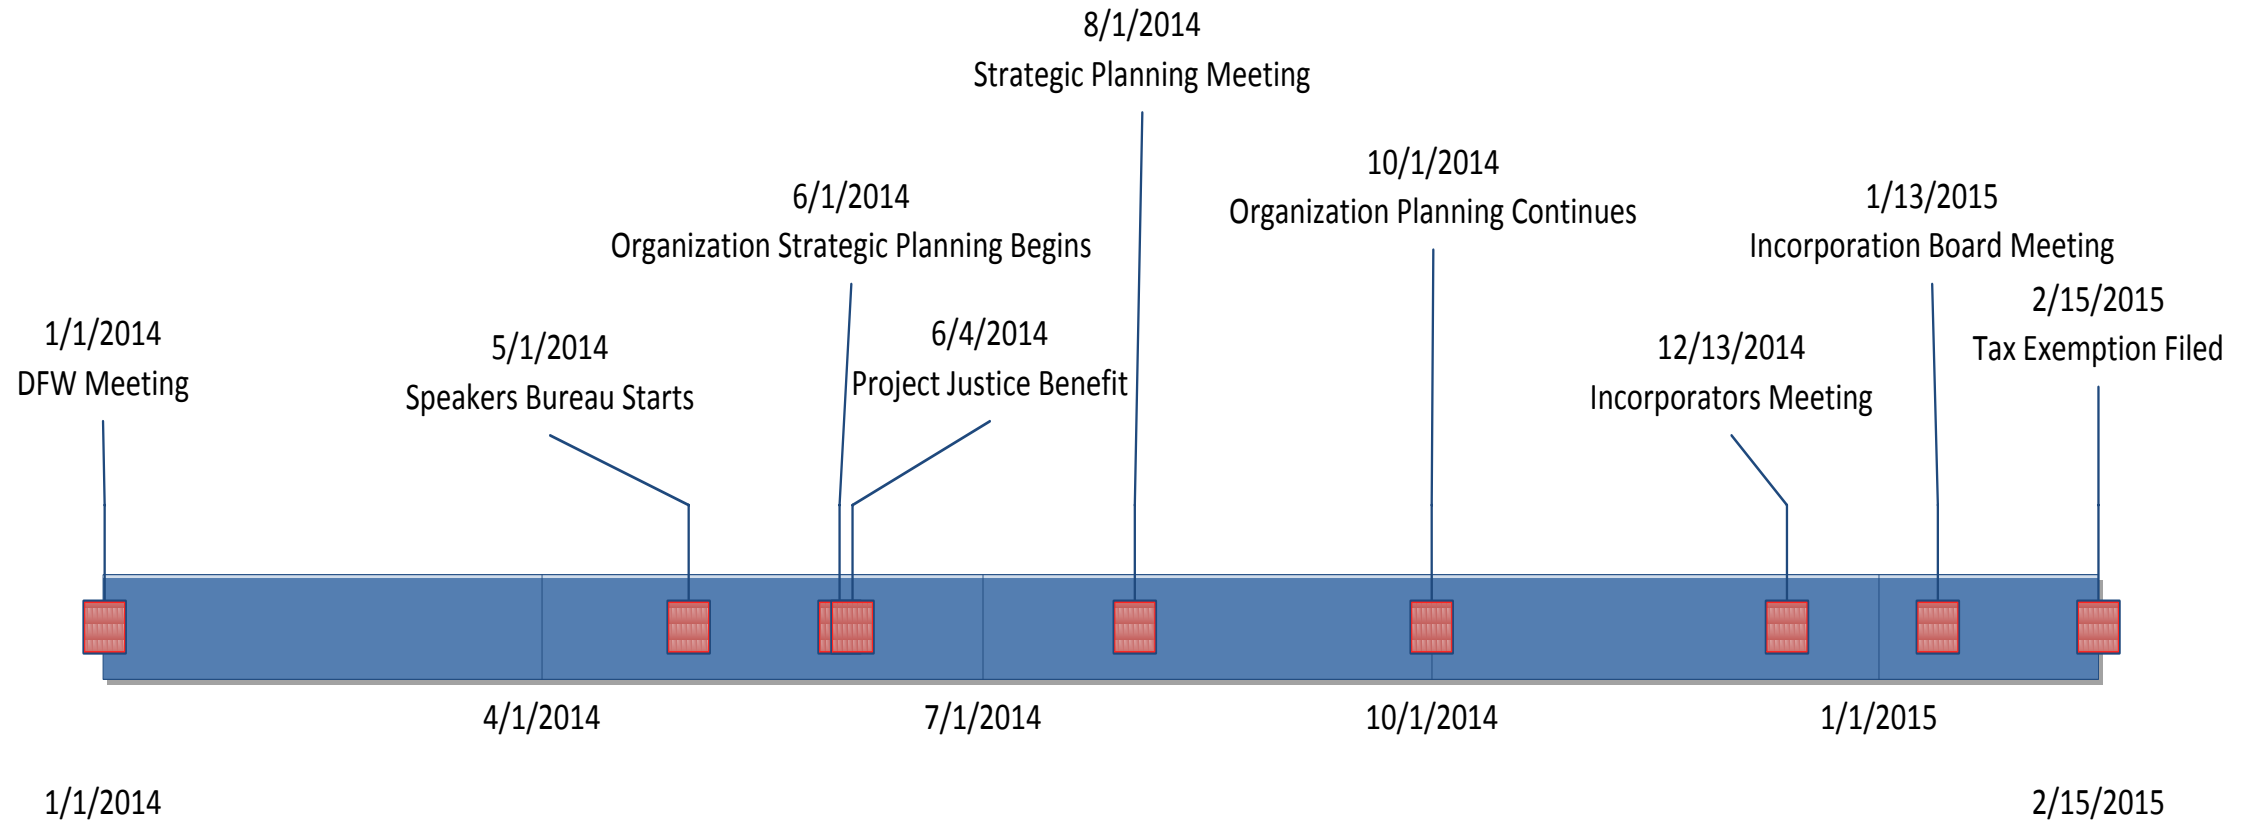 8/1/2014
Strategic Planning Meeting
10/1/2014
Organization Planning Continues
6/1/2014
Organization Strategic Planning Begins
1/13/2015
Incorporation Board Meeting
2/15/2015
Tax Exemption Filed
1/1/2014
DFW Meeting
5/1/2014
Speakers Bureau Starts
6/4/2014
Project Justice Benefit
12/13/2014
Incorporators Meeting
4/1/2014
7/1/2014
10/1/2014
1/1/2015
1/1/2014
2/15/2015